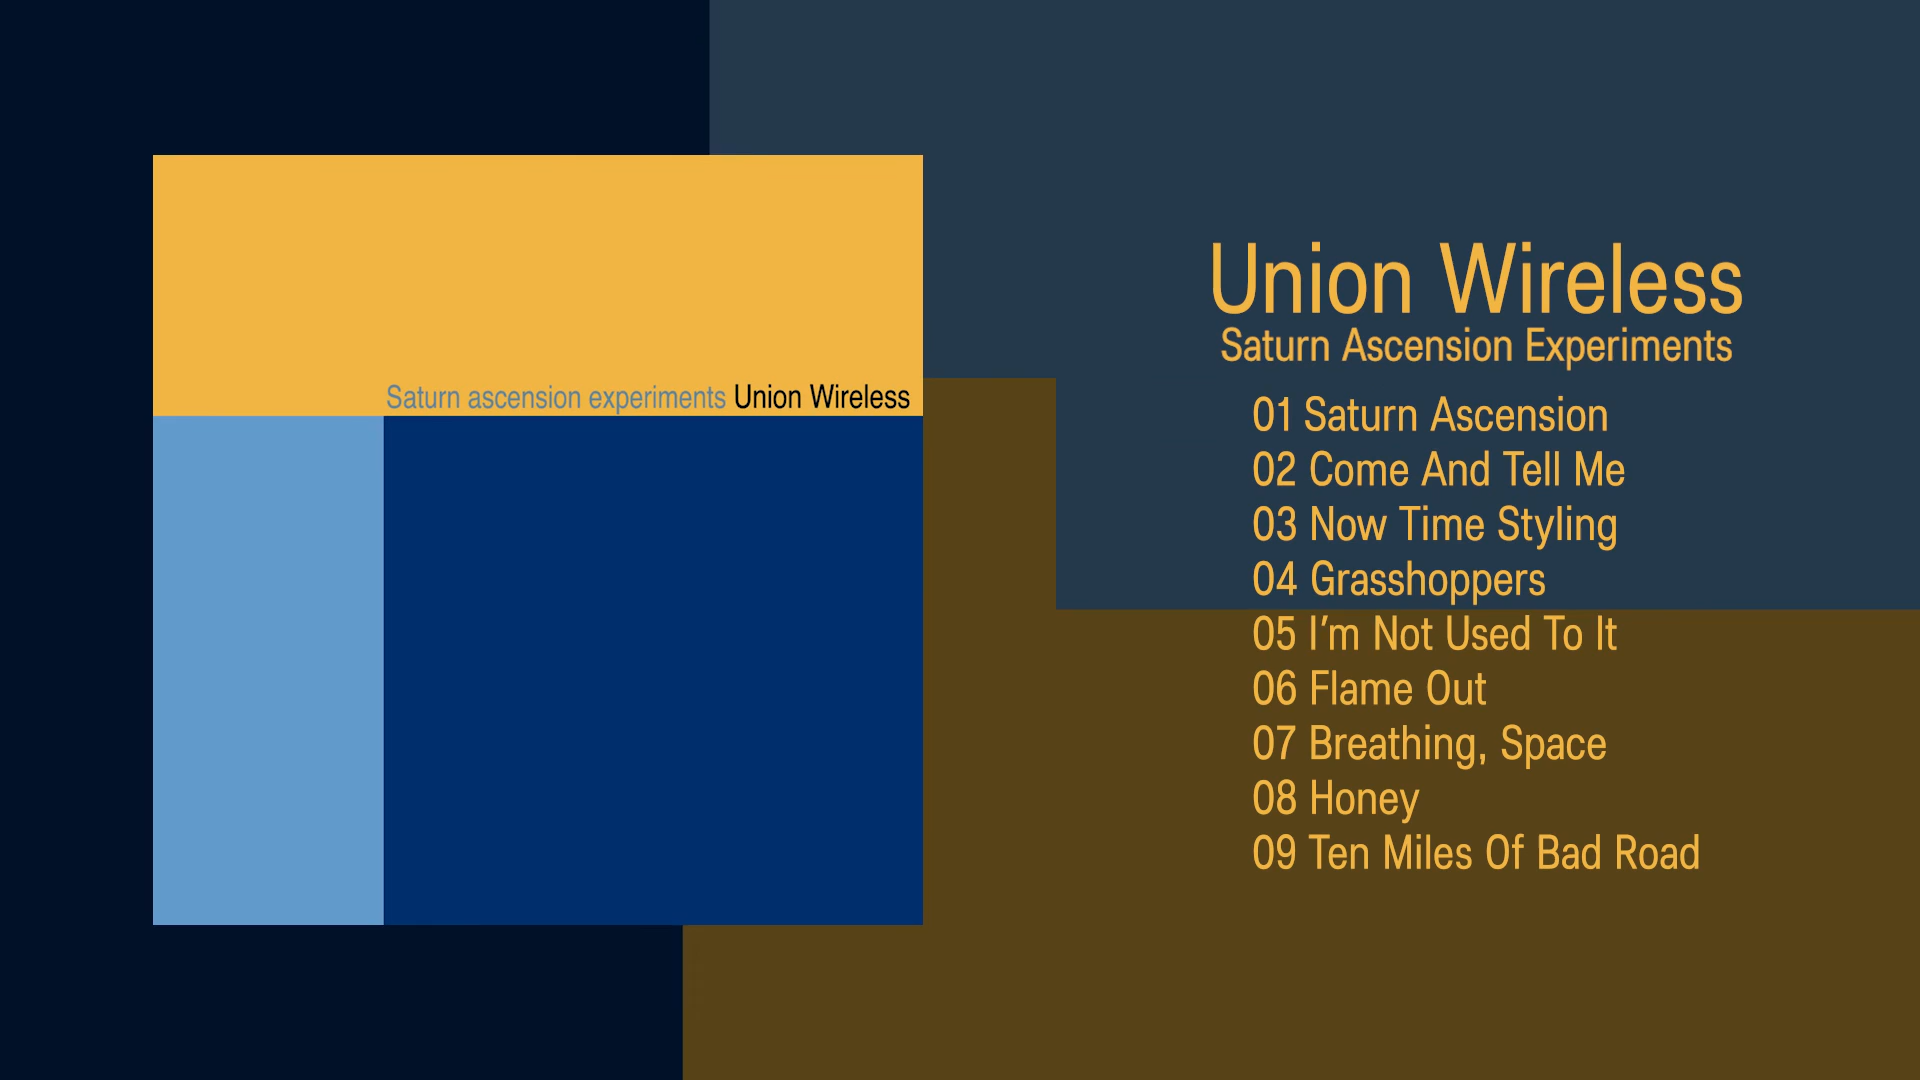 Saturn ascension experiments Union Wireless
Union Wireless
Saturn Ascension Experiments
01 Saturn Ascension
02 Come And Tell Me
03 Now Time Styling
04 Grasshoppers
05 I’m Not Used To It
06 Flame Out
07 Breathing, Space
08 Honey
09 Ten Miles Of Bad Road